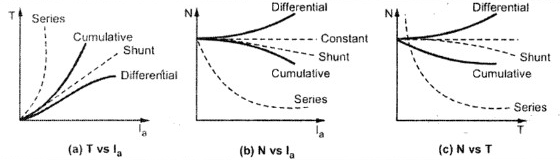 T
Series
Cumulative
Shunt
Differential
Ia
(a) T vs Ia
N
Differential
Constant
Shunt
Cumulative
Series
Ia
(b) N vs Ia
N
Differential
Shunt
Cumulative
Series
T
(c) N vs T